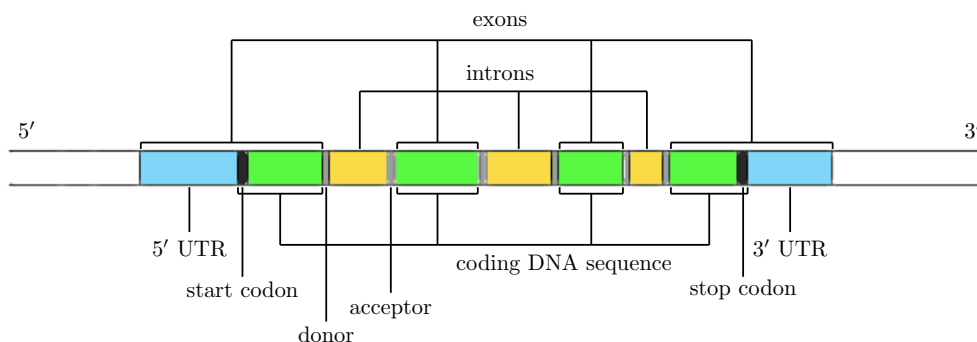 exons
introns
5′
3′
5′ UTR
3′ UTR
coding DNA sequence
start codon
stop codon
acceptor
donor